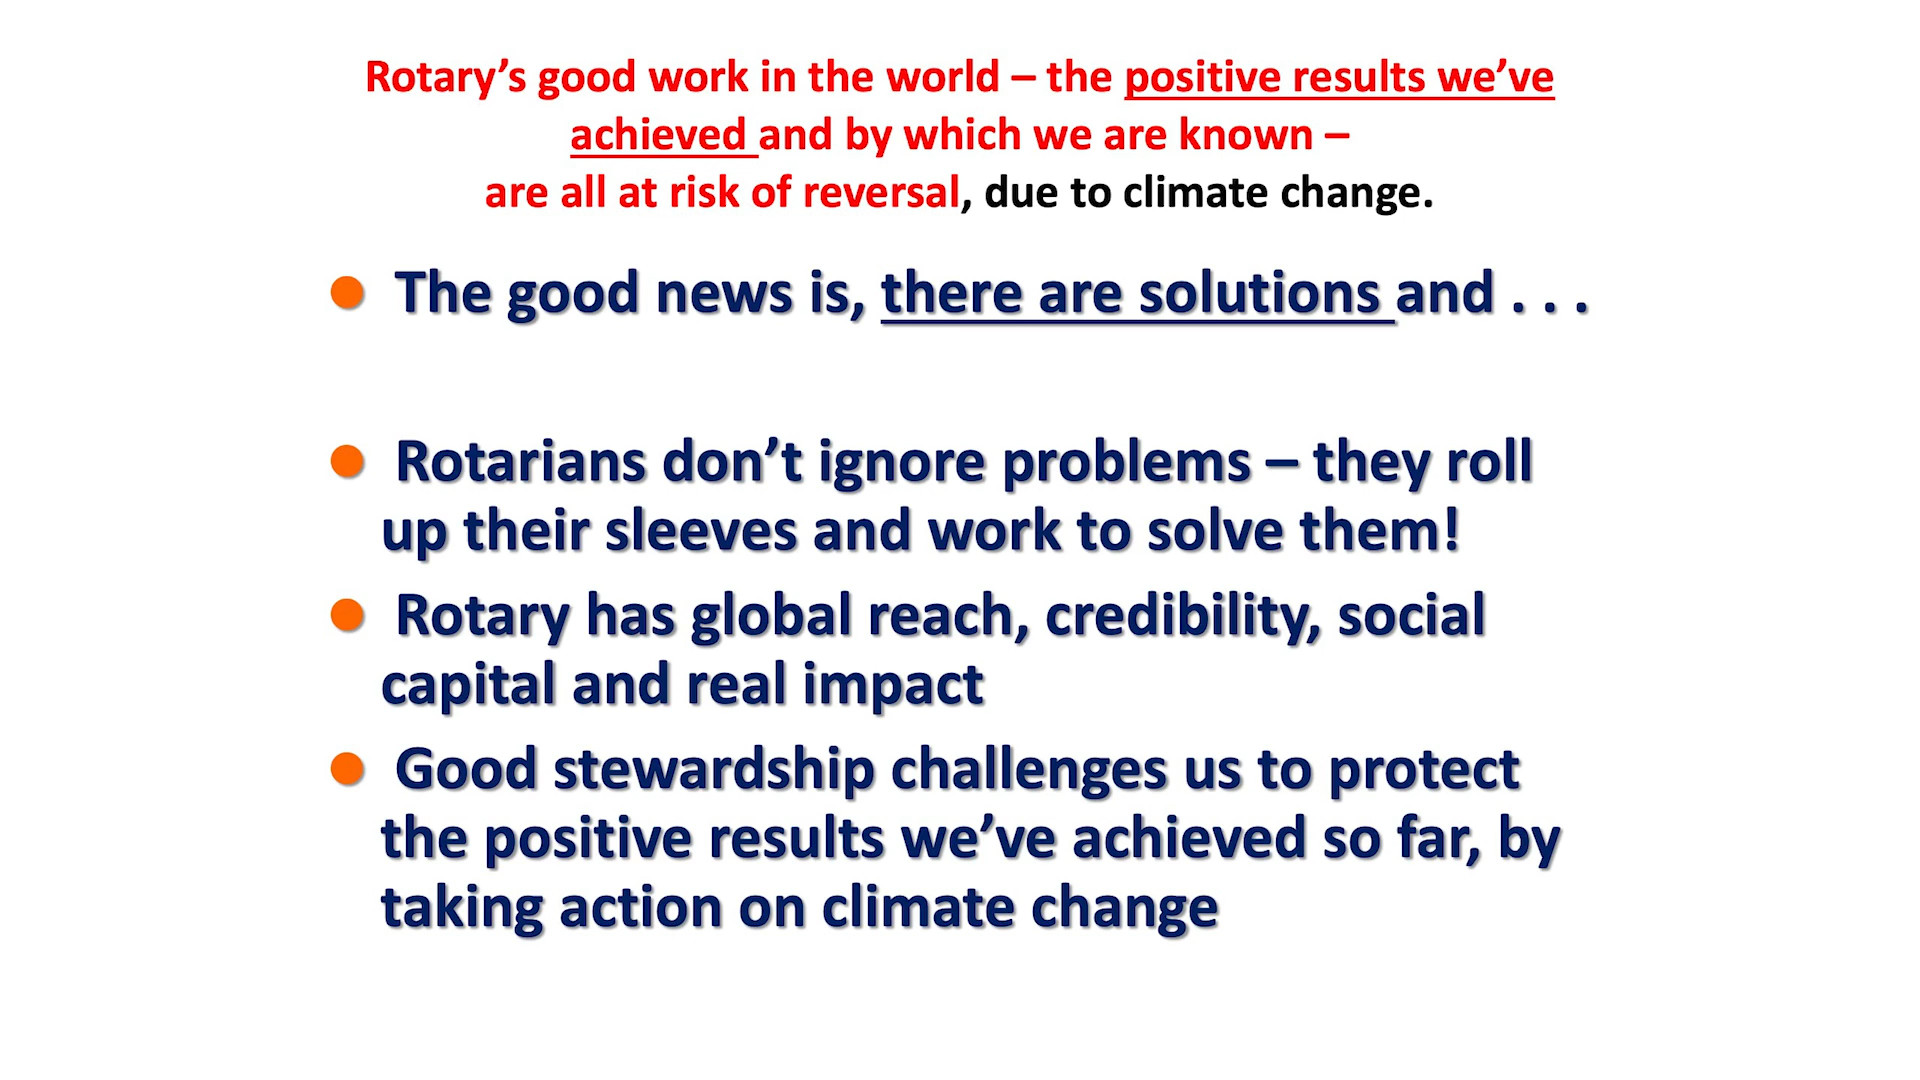 Rotary’s good work in the world – the positive results we’ve
achieved and by which we are known –
are all at risk of reversal, due to climate change.
The good news is, there are solutions and . . .
Rotarians don’t ignore problems – they roll
up their sleeves and work to solve them!
Rotary has global reach, credibility, social
capital and real impact
Good stewardship challenges us to protect
the positive results we’ve achieved so far, by
taking action on climate change